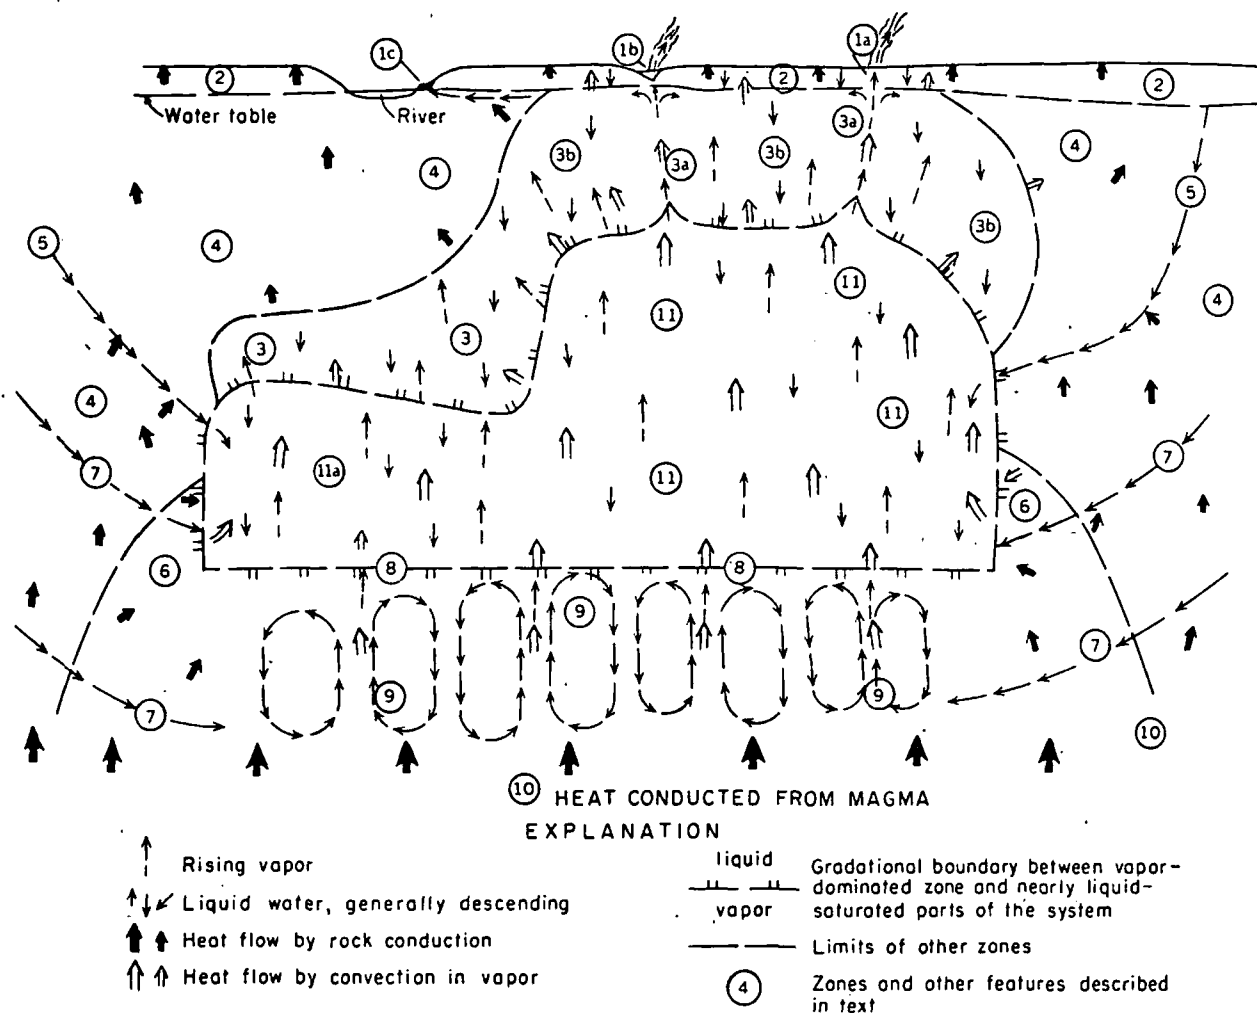 1c
1b
1a
2
2
2
Water table
River
3a
3b
3a
3b
4
4
5
5
4
3b
4
11
11
3
3
11
4
11
7
11a
11
7
6
6
8
8
9
7
7
9
9
10
10 HEAT CONDUCTED FROM MAGMA
EXPLANATION
Rising vapor
Liquid water, generally descending
Heat flow by rock conduction
Heat flow by convection in vapor
liquid
vapor
Gradational boundary between vapor-
dominated zone and nearly liquid-
saturated parts of the system
Limits of other zones
4
Zones and other features described
in text